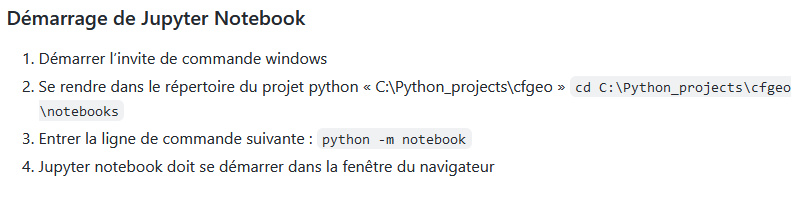 Démarrage de Jupyter Notebook
1. Démarrer l’invite de commande windows
2. Se rendre dans le répertoire du projet python « C:\Python_projects\cfgeo » cd C:\Python_projects\cfgeo
\notebooks
3. Entrer la ligne de commande suivante : python -m notebook
4. Jupyter notebook doit se démarrer dans la fenêtre du navigateur